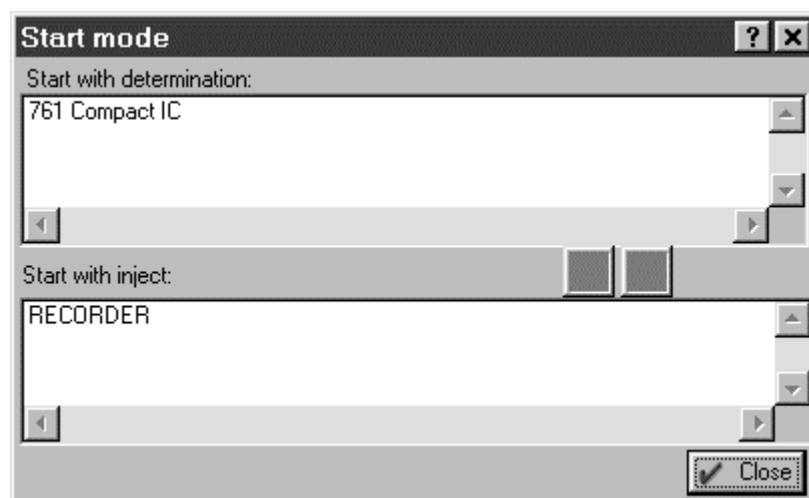 Start mode
Start with determination:
761 Compact IC
Start with inject:
RECORDER
Close